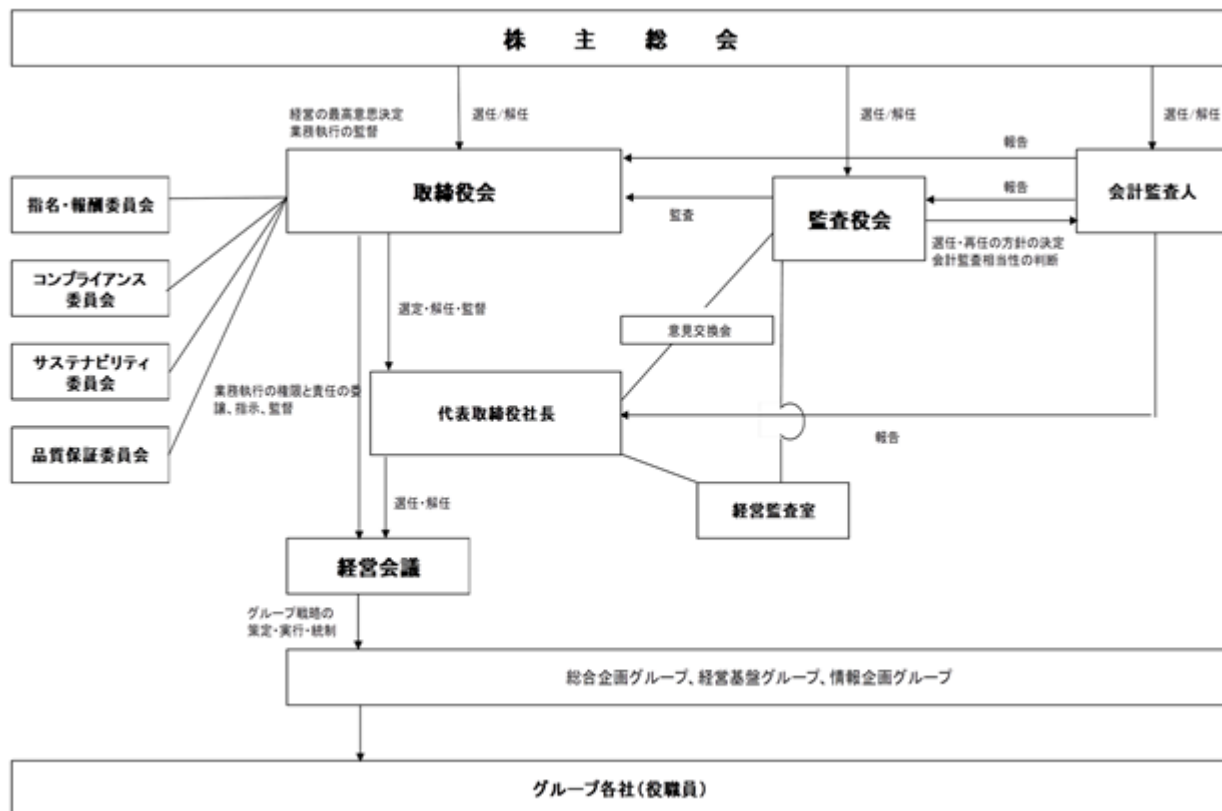 株主総会
経営の最高意思決定
業務執行の監督
選任/解任
選任/解任
選任/解任
報告
取締役会
監査役会
会計監査人
指名・報酬委員会
監査
報告
選任・再任の方針の決定
会計監査相当性の判断
コンプライアンス
委員会
選定・解任・監督
意見交換会
サステナビリティ
委員会
業務執行の権限と責任の委
譲、指示、監督
代表取締役社長
報告
品質保証委員会
選任・解任
経営監査室
経営会議
グループ戦略の
策定・実行・統制
総合企画グループ、経営基盤グループ、情報企画グループ
グループ各社(役職員)